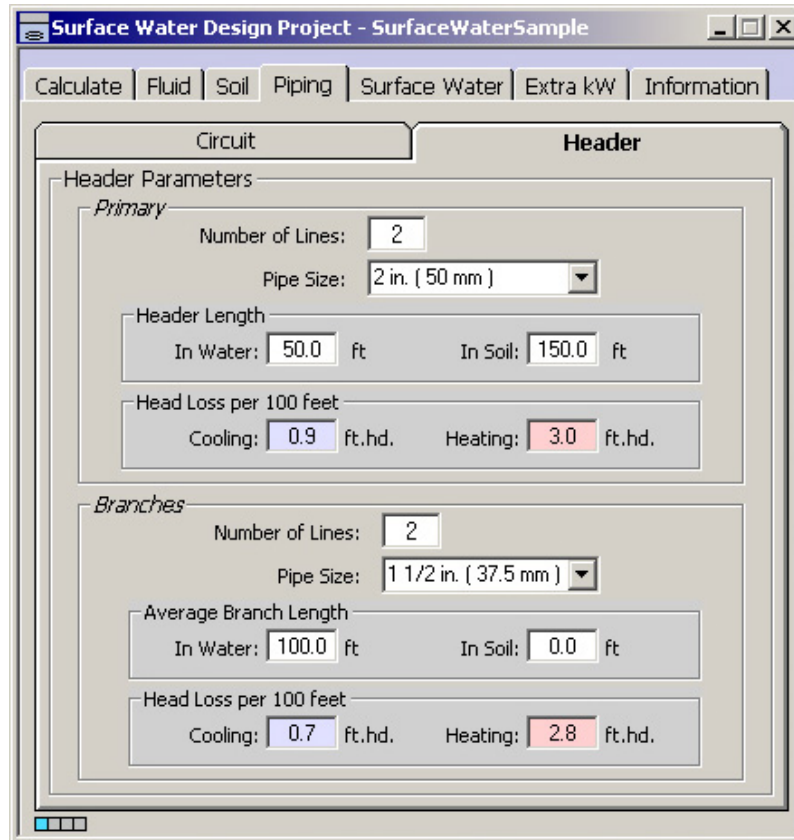 Surface Water Design Project - SurfaceWaterSample
Calculate Fluid Soil Piping Surface Water Extra kW Information
Circuit Header
Header Parameters
Primary
Number of Lines: 2
Pipe Size: 2 in. ( 50 mm )
Header Length
In Water: 50.0 ft In Soil: 150.0 ft
Head Loss per 100 feet
Cooling: 0.9 ft.hd. Heating: 3.0 ft.hd.
Branches
Number of Lines: 2
Pipe Size: 1 1/2 in. ( 37.5 mm )
Average Branch Length
In Water: 100.0 ft In Soil: 0.0 ft
Head Loss per 100 feet
Cooling: 0.7 ft.hd. Heating: 2.8 ft.hd.